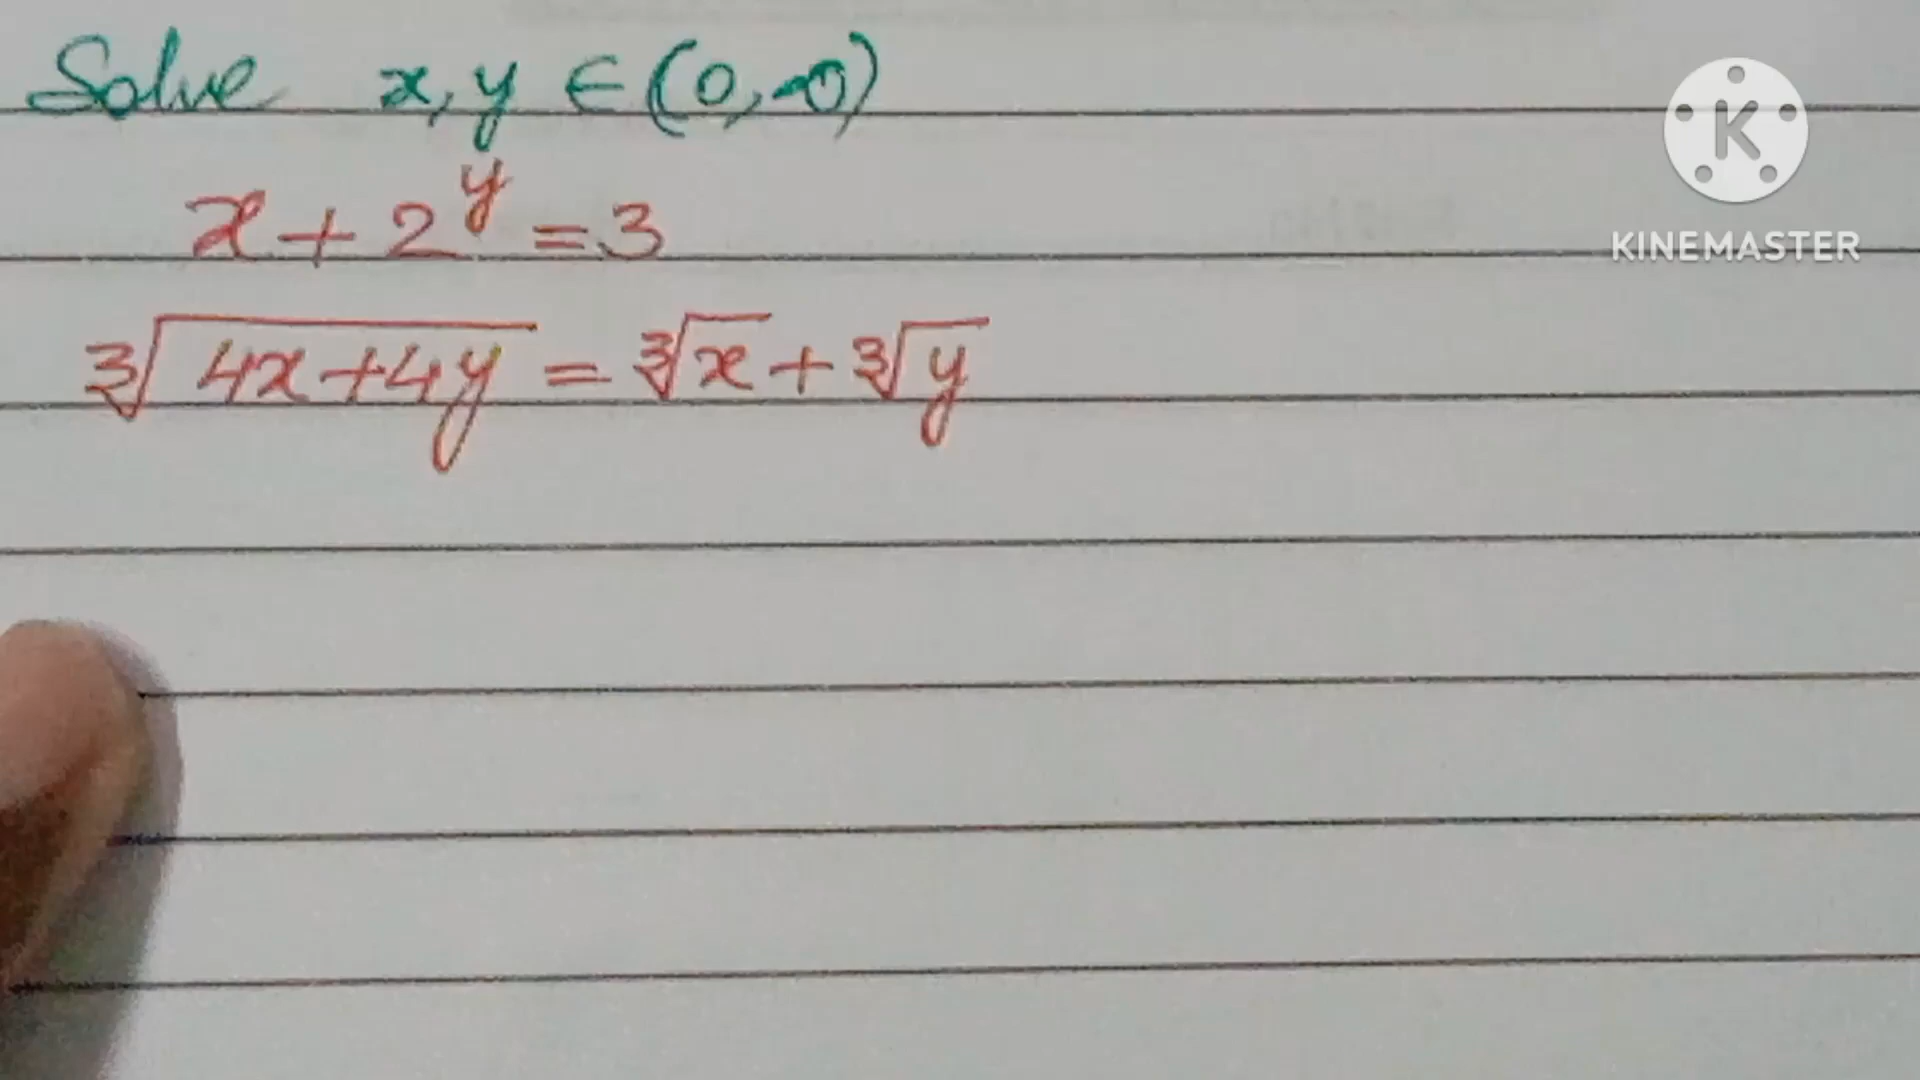 Solve x, y ∈ (0, ∞)
x + 2^y = 3
∛(4x+4y) = ∛x + ∛y
K
KINEMASTER